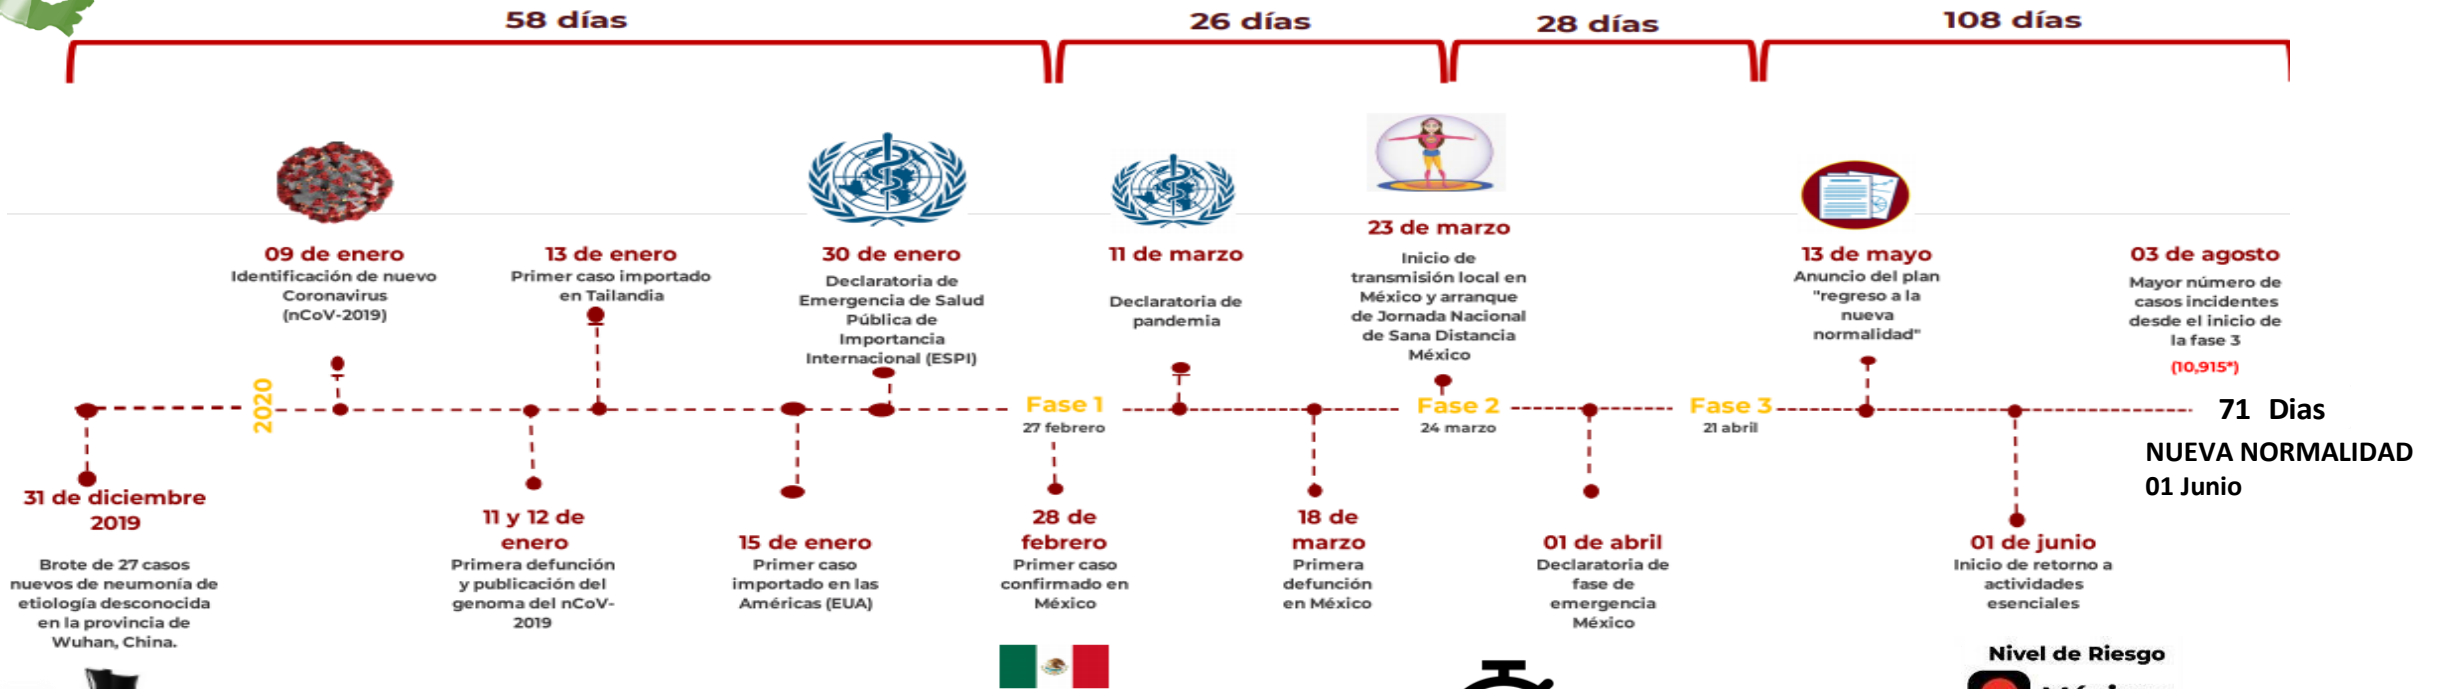 58 días
26 días
28 días
108 días
09 de enero
Identificación de nuevo
Coronavirus
(nCoV-2019)
13 de enero
Primer caso importado
en Tailandia
30 de enero
Declaratoria de
Emergencia de Salud
Pública de
Importancia
Internacional (ESPI)
11 de marzo
Declaratoria de
pandemia
23 de marzo
Inicio de
transmisión local en
México y arranque
de Jornada Nacional
de Sana Distancia
México
13 de mayo
Anuncio del plan
"regreso a la
nueva
normalidad"
03 de agosto
Mayor número de
casos incidentes
desde el inicio de
la fase 3
(10,915*)
2020
Fase 1
27 febrero
Fase 2
24 marzo
Fase 3
21 abril
71 Dias
NUEVA NORMALIDAD
01 Junio
31 de diciembre
2019
Brote de 27 casos
nuevos de neumonía de
etiología desconocida
en la provincia de
Wuhan, China.
11 y 12 de
enero
Primera defunción
y publicación del
genoma del nCoV-
2019
15 de enero
Primer caso
importado en las
Américas (EUA)
28 de
febrero
Primer caso
confirmado en
México
18 de
marzo
Primera
defunción
en México
01 de abril
Declaratoria de
fase de
emergencia
México
01 de junio
Inicio de retorno a
actividades
esenciales
Nivel de Riesgo